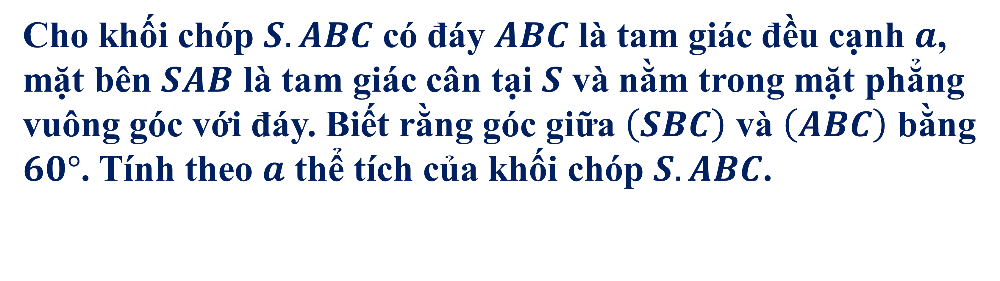 Cho khối chóp S.ABC có đáy ABC là tam giác đều cạnh a,
mặt bên SAB là tam giác cân tại S và nằm trong mặt phẳng
vuông góc với đáy. Biết rằng góc giữa (SBC) và (ABC) bằng
60°. Tính theo a thể tích của khối chóp S.ABC.